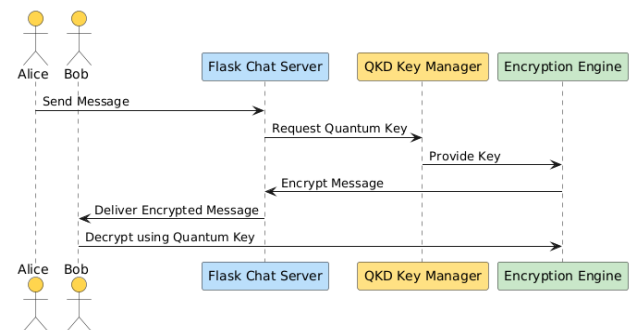 Alice Bob Flask Chat Server QKD Key Manager Encryption Engine
Send Message
Request Quantum Key
Provide Key
Encrypt Message
Deliver Encrypted Message
Decrypt using Quantum Key
Alice Bob Flask Chat Server QKD Key Manager Encryption Engine